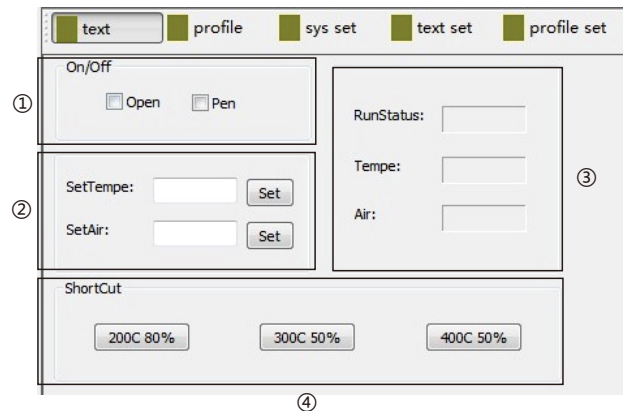 text profile sys set text set profile set
On/Off
① Open Pen
RunStatus:
Tempe:
Air:
③
② SetTempe: Set
SetAir: Set
ShortCut
200C 80% 300C 50% 400C 50%
④